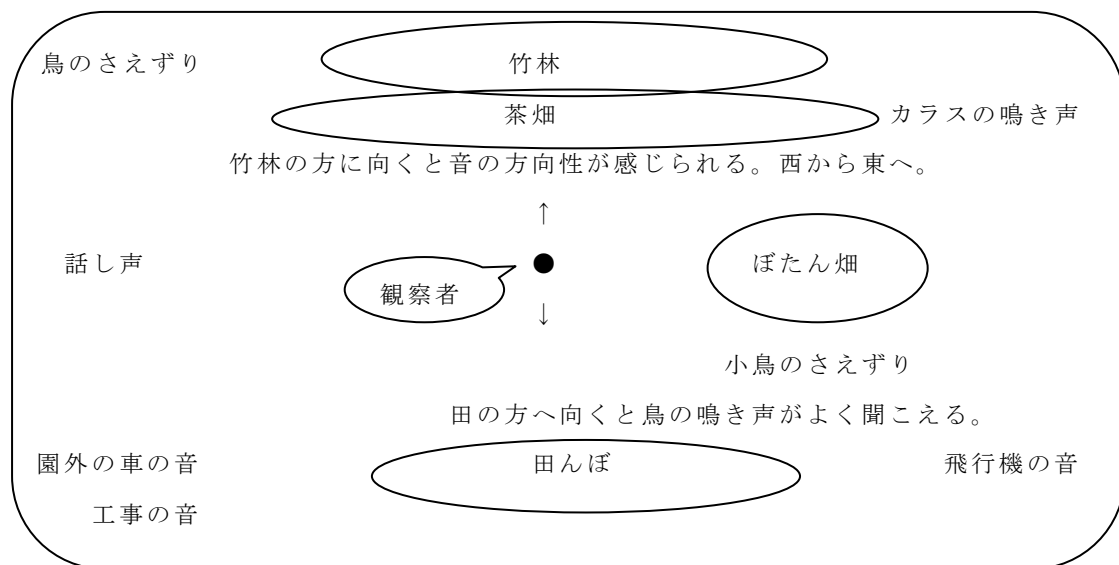 鳥のさえずり
竹林
茶畑
カラスの鳴き声
竹林の方に向くと音の方向性が感じられる。西から東へ。
↑
話し声
観察者
●
ぼたん畑
↓
小鳥のさえずり
田の方へ向くと鳥の鳴き声がよく聞こえる。
園外の車の音
田んぼ
飛行機の音
工事の音